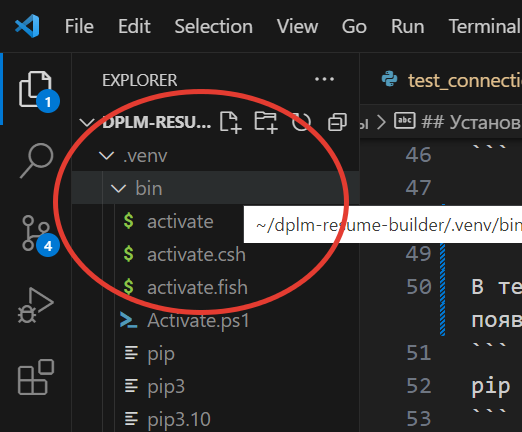 File Edit Selection View Go Run Terminal
EXPLORER
test_connecti
DPLM-RESU...
ы > ## Установ
.venv
bin
activate
~/dplm-resume-builder/.venv/bin
activate.csh
activate.fish
Activate.ps1
pip
pip3
pip3.10
1
4
46 ```
47
49
50 В те
появ
51 ```
52 pip
53 ```